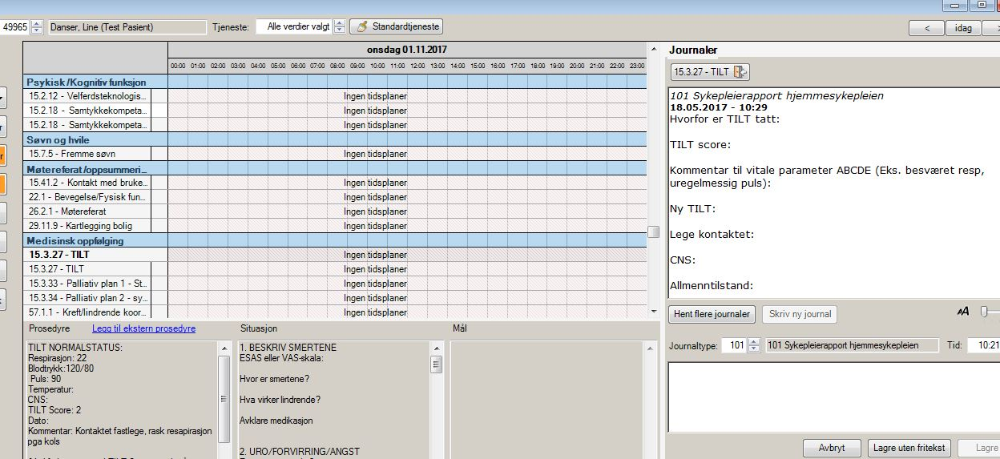 49965 Danser, Line (Test Pasient) Tjeneste: Alle verdier valgt Standardtjeneste
< idag >
onsdag 01.11.2017
00:00 01:00 02:00 03:00 04:00 05:00 06:00 07:00 08:00 09:00 10:00 11:00 12:00 13:00 14:00 15:00 16:00 17:00 18:00 19:00 20:00 21:00 22:00 23:00
Psykisk/Kognitiv funksjon
15.2.12 - Velferdsteknologis... Ingen tidsplaner
15.2.18 - Samtykkekompeta... Ingen tidsplaner
15.2.18 - Samtykkekompeta... Ingen tidsplaner
Søvn og hvile
15.7.5 - Fremme søvn Ingen tidsplaner
Møtereferat/oppsummeri...
15.41.2 - Kontakt med bruke... Ingen tidsplaner
22.1 - Bevegelse/Fysisk fun... Ingen tidsplaner
26.2.1 - Møtereferat Ingen tidsplaner
29.11.9 - Kartlegging bolig Ingen tidsplaner
Medisinsk oppfølging
15.3.27 - TILT Ingen tidsplaner
15.3.27 - TILT Ingen tidsplaner
15.3.33 - Palliativ plan 1 - St... Ingen tidsplaner
15.3.34 - Palliativ plan 2 - sy... Ingen tidsplaner
57.1.1 - Kreft/lindrende koor... Ingen tidsplaner
Prosedyre Legg til ekstern prosedyre
TILT NORMALSTATUS:
Respirasjon: 22
Blodtrykk:120/80
Puls: 90
Temperatur:
CNS:
TILT Score: 2
Dato:
Kommentar: Kontaktet fastlege, rask resapirasjon
pga kols
Situasjon
1. BESKRIV SMERTENE
ESAS eller VAS-skala:
Hvor er smertene?
Hva virker lindrende?
Avklare medikasjon
2. URO/FORVIRRING/ANGST
Mål
Journaler
15.3.27 - TILT
101 Sykepleierapport hjemmesykepleien
18.05.2017 - 10:29
Hvorfor er TILT tatt:
TILT score:
Kommentar til vitale parameter ABCDE (Eks. besværet resp,
uregelmessig puls):
Ny TILT:
Lege kontaktet:
CNS:
Allmenntilstand:
Hent flere journaler Skriv ny journal AA
Journaltype: 101 101 Sykepleierapport hjemmesykepleien Tid: 10:21
Avbryt Lagre uten fritekst Lagre